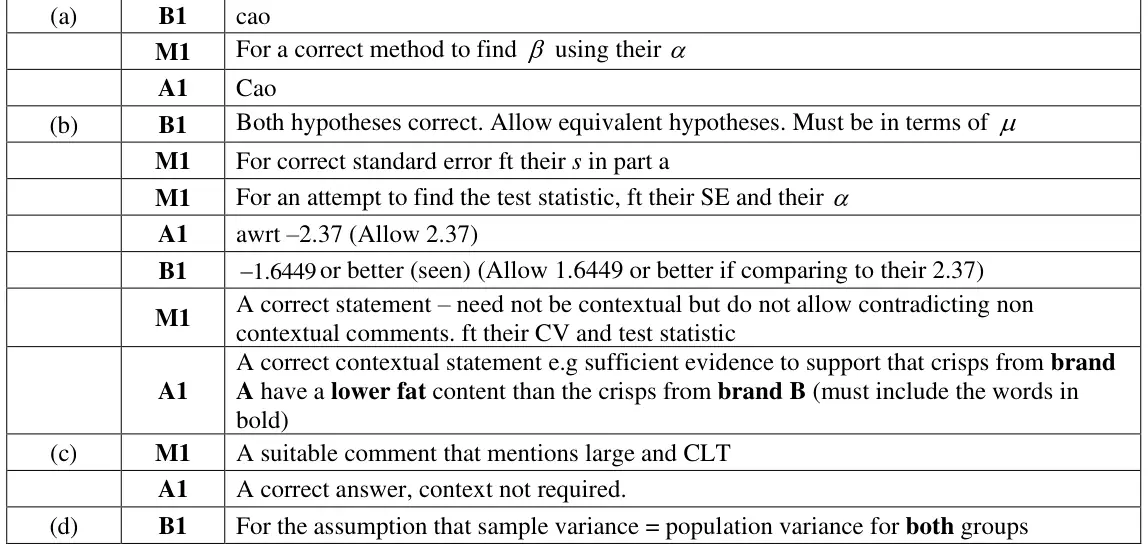 (a) B1 cao
M1 For a correct method to find β using their α
A1 Cao
(b) B1 Both hypotheses correct. Allow equivalent hypotheses. Must be in terms of μ
M1 For correct standard error ft their s in part a
M1 For an attempt to find the test statistic, ft their SE and their α
A1 awrt –2.37 (Allow 2.37)
B1 –1.6449 or better (seen) (Allow 1.6449 or better if comparing to their 2.37)
M1 A correct statement – need not be contextual but do not allow contradicting non
contextual comments. ft their CV and test statistic
A1 A correct contextual statement e.g sufficient evidence to support that crisps from brand
A have a lower fat content than the crisps from brand B (must include the words in
bold)
(c) M1 A suitable comment that mentions large and CLT
A1 A correct answer, context not required.
(d) B1 For the assumption that sample variance = population variance for both groups